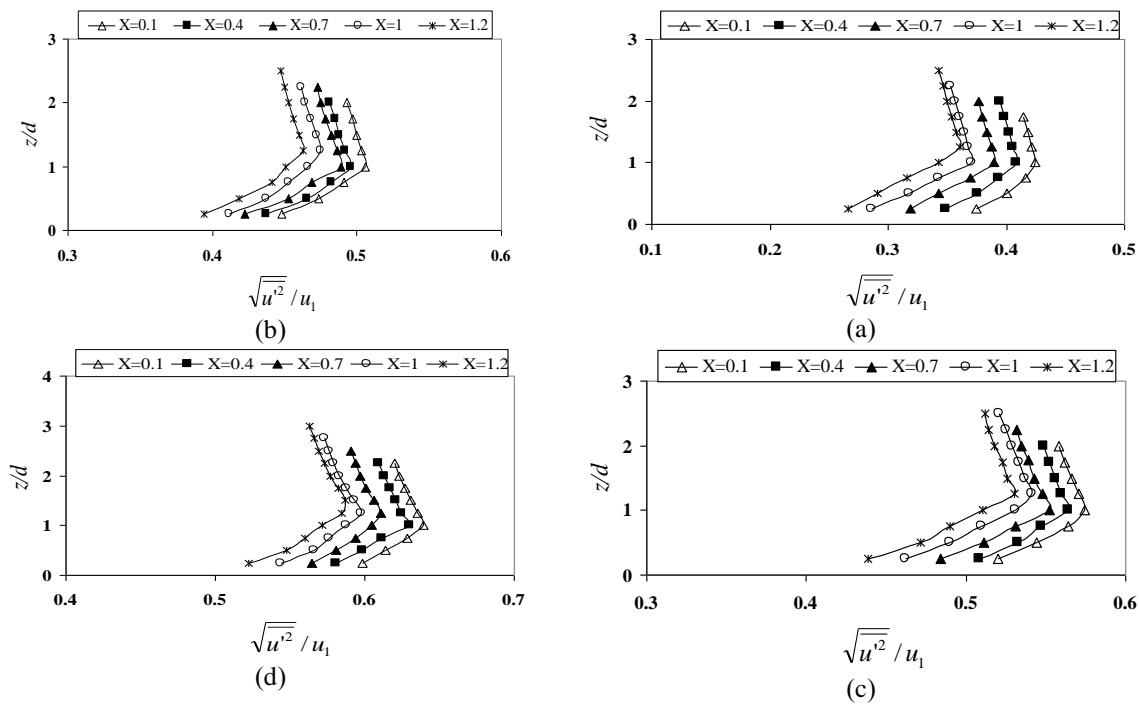 X=0.1 X=0.4 X=0.7 X=1 X=1.2
3
2
1
0
z/d
0.3 0.4 0.5 0.6
√u'² / u₁
(b)
X=0.1 X=0.4 X=0.7 X=1 X=1.2
3
2
1
0
z/d
0.1 0.2 0.3 0.4 0.5
√u'² / u₁
(a)
X=0.1 X=0.4 X=0.7 X=1 X=1.2
4
3
2
1
0
z/d
0.4 0.5 0.6 0.7
√u'² / u₁
(d)
X=0.1 X=0.4 X=0.7 X=1 X=1.2
3
2
1
0
z/d
0.3 0.4 0.5 0.6
√u'² / u₁
(c)